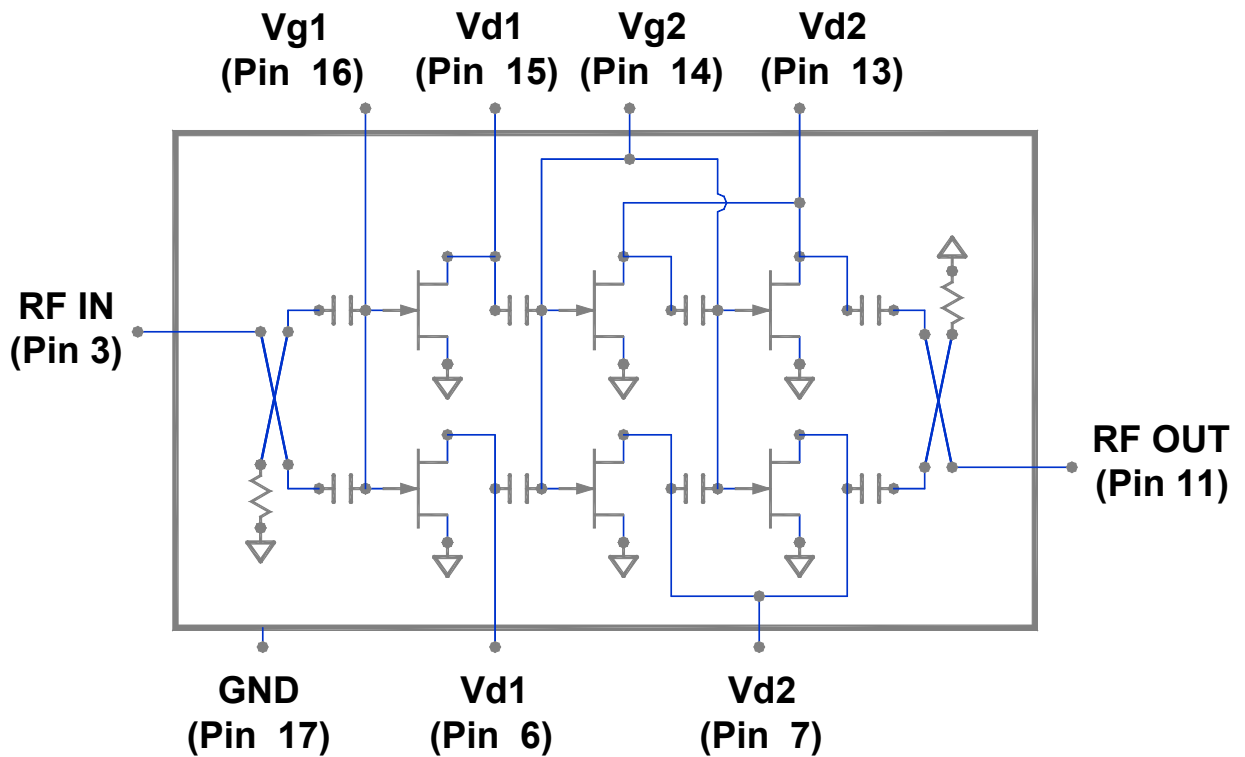 Vg1
(Pin 16)
Vd1
(Pin 15)
Vg2
(Pin 14)
Vd2
(Pin 13)
RF IN
(Pin 3)
RF OUT
(Pin 11)
GND
(Pin 17)
Vd1
(Pin 6)
Vd2
(Pin 7)